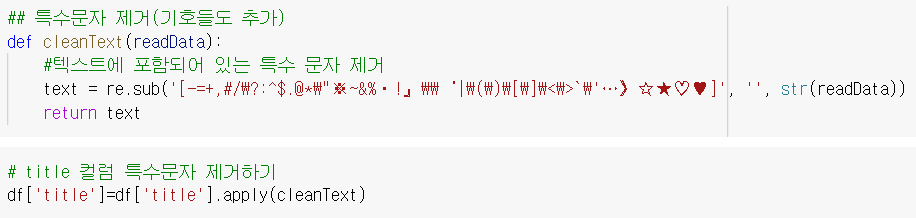 ## 특수문자 제거(기호들도 추가)
def cleanText(readData):
#텍스트에 포함되어 있는 특수 문자 제거
text = re.sub('[-=+,#/₩?:^$.@*₩"※~&%·!』₩₩‘|₩(₩)₩[₩]₩<₩>`₩'…》☆★♡♥]', '', str(readData))
return text
# title 컬럼 특수문자 제거하기
df['title']=df['title'].apply(cleanText)